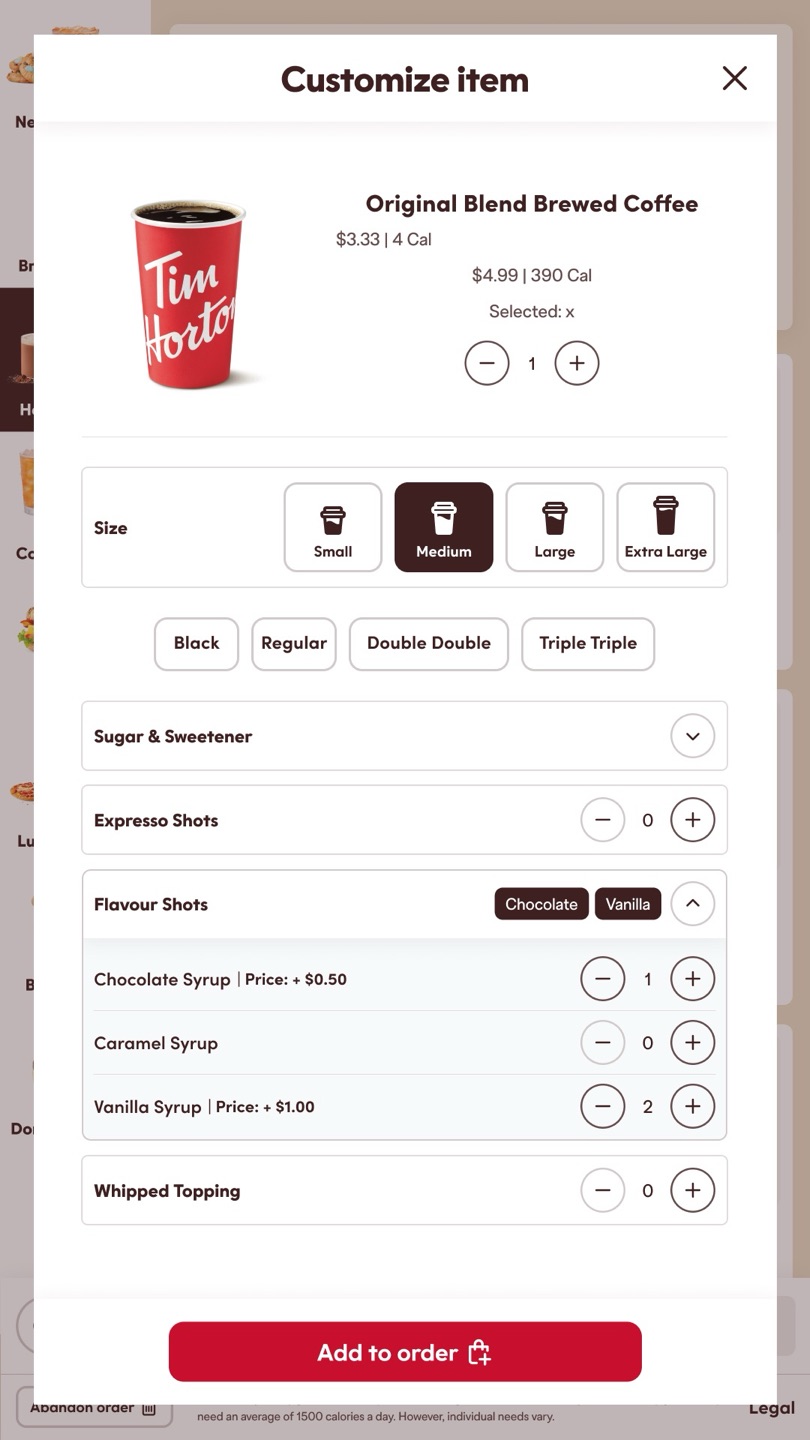 Customize item
Original Blend Brewed Coffee
$3.33 | 4 Cal
$4.99 | 390 Cal
Selected: x
1
Tim
Horto
Size
Small
Medium
Large
Extra Large
Black
Regular
Double Double
Triple Triple
Sugar & Sweetener
Expresso Shots
0
Flavour Shots
Chocolate
Vanilla
Chocolate Syrup | Price: + $0.50
1
Caramel Syrup
0
Vanilla Syrup | Price: + $1.00
2
Whipped Topping
0
Add to order
Abandon order
need an average of 1500 calories a day. However, individual needs vary.
Legal